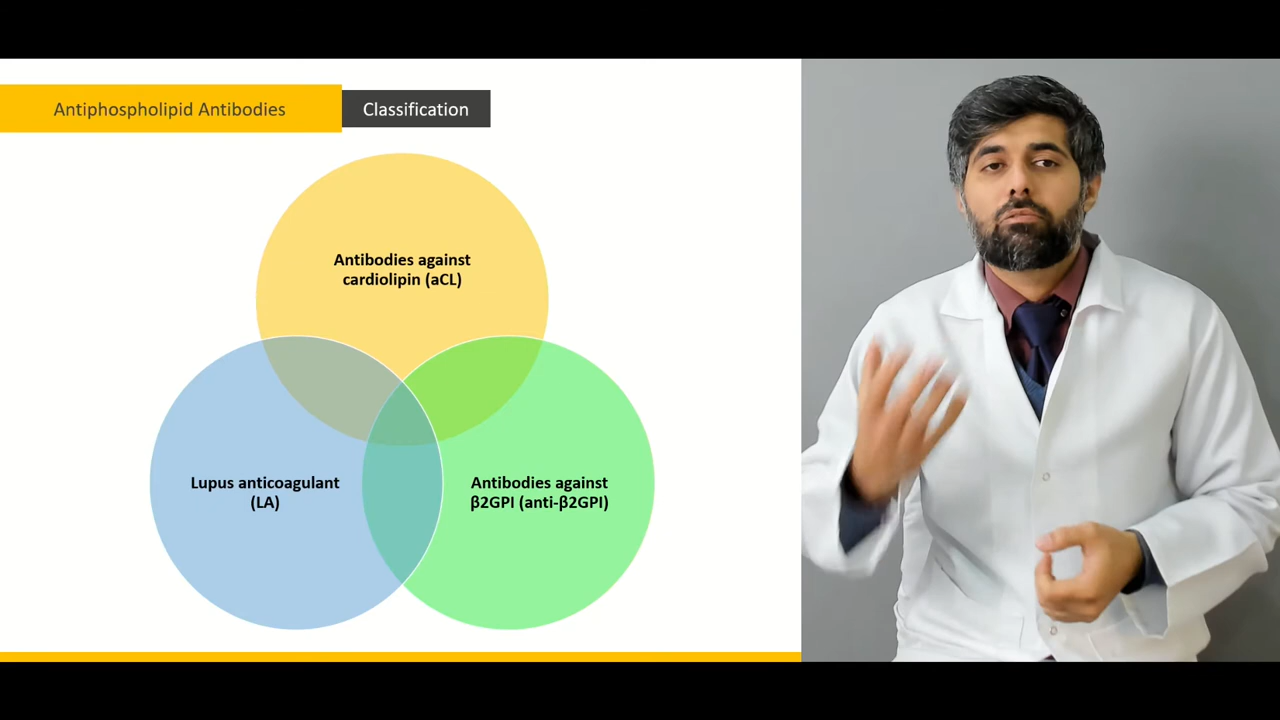 Antiphospholipid Antibodies
Classification
Antibodies against
cardiolipin (aCL)
Lupus anticoagulant
(LA)
Antibodies against
β2GPI (anti-β2GPI)